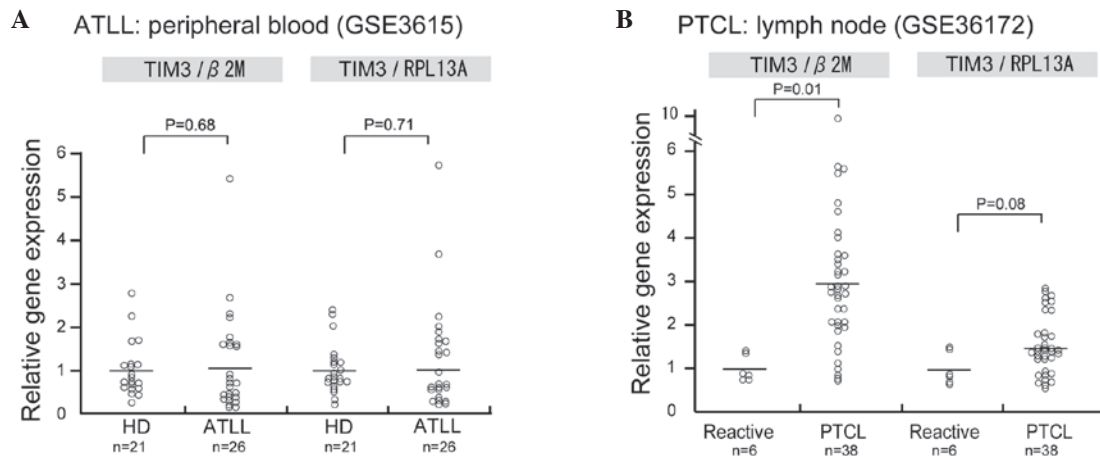 A
ATLL: peripheral blood (GSE3615)
TIM3 / β 2M
TIM3 / RPL13A
P=0.68
P=0.71
Relative gene expression
6
5
4
3
2
1
0
HD
n=21
ATLL
n=26
HD
n=21
ATLL
n=26
B
PTCL: lymph node (GSE36172)
TIM3 / β 2M
TIM3 / RPL13A
P=0.01
P=0.08
Relative gene expression
10
6
5
4
3
2
1
0
Reactive
n=6
PTCL
n=38
Reactive
n=6
PTCL
n=38